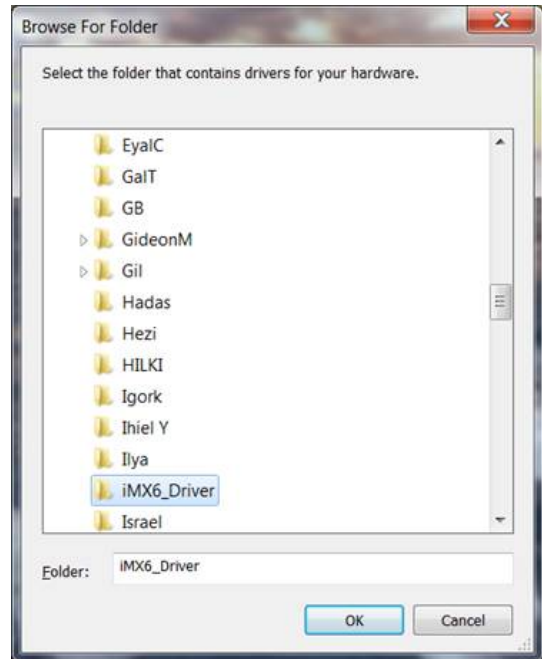 Browse For Folder
Select the folder that contains drivers for your hardware.
EyalC
GalT
GB
GideonM
Gil
Hadas
Hezi
HILKI
Igork
Ihiel Y
Ilya
iMX6_Driver
Israel
Folder: iMX6_Driver
OK Cancel